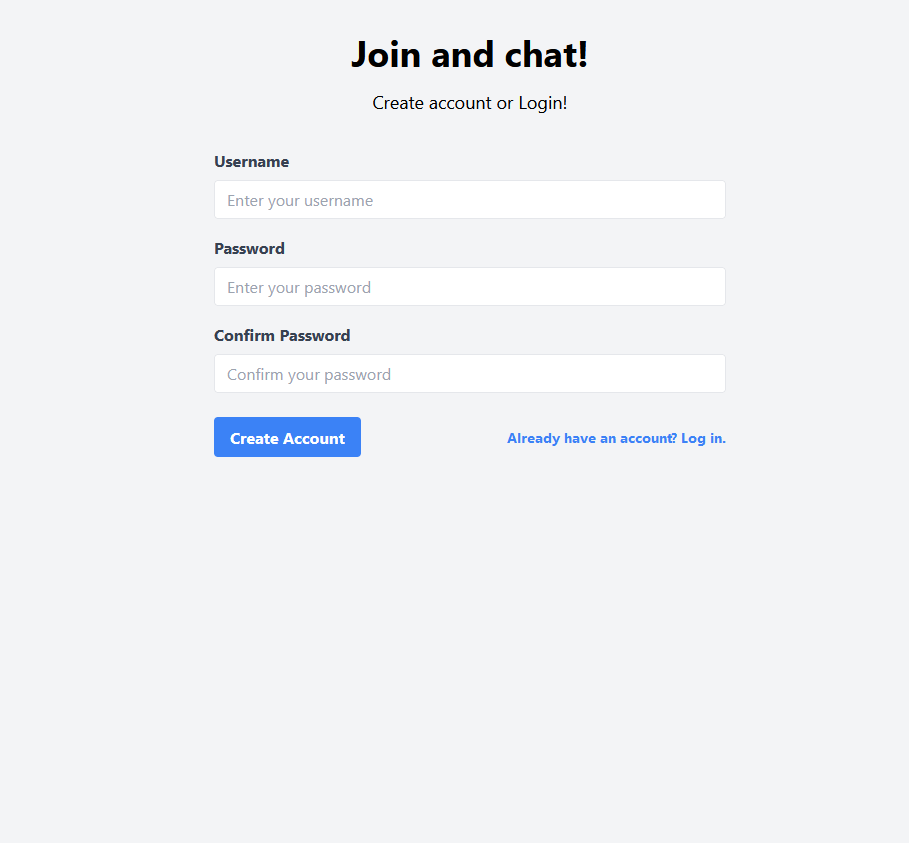 Join and chat!
Create account or Login!
Username
Enter your username
Password
Enter your password
Confirm Password
Confirm your password
Create Account
Already have an account? Log in.